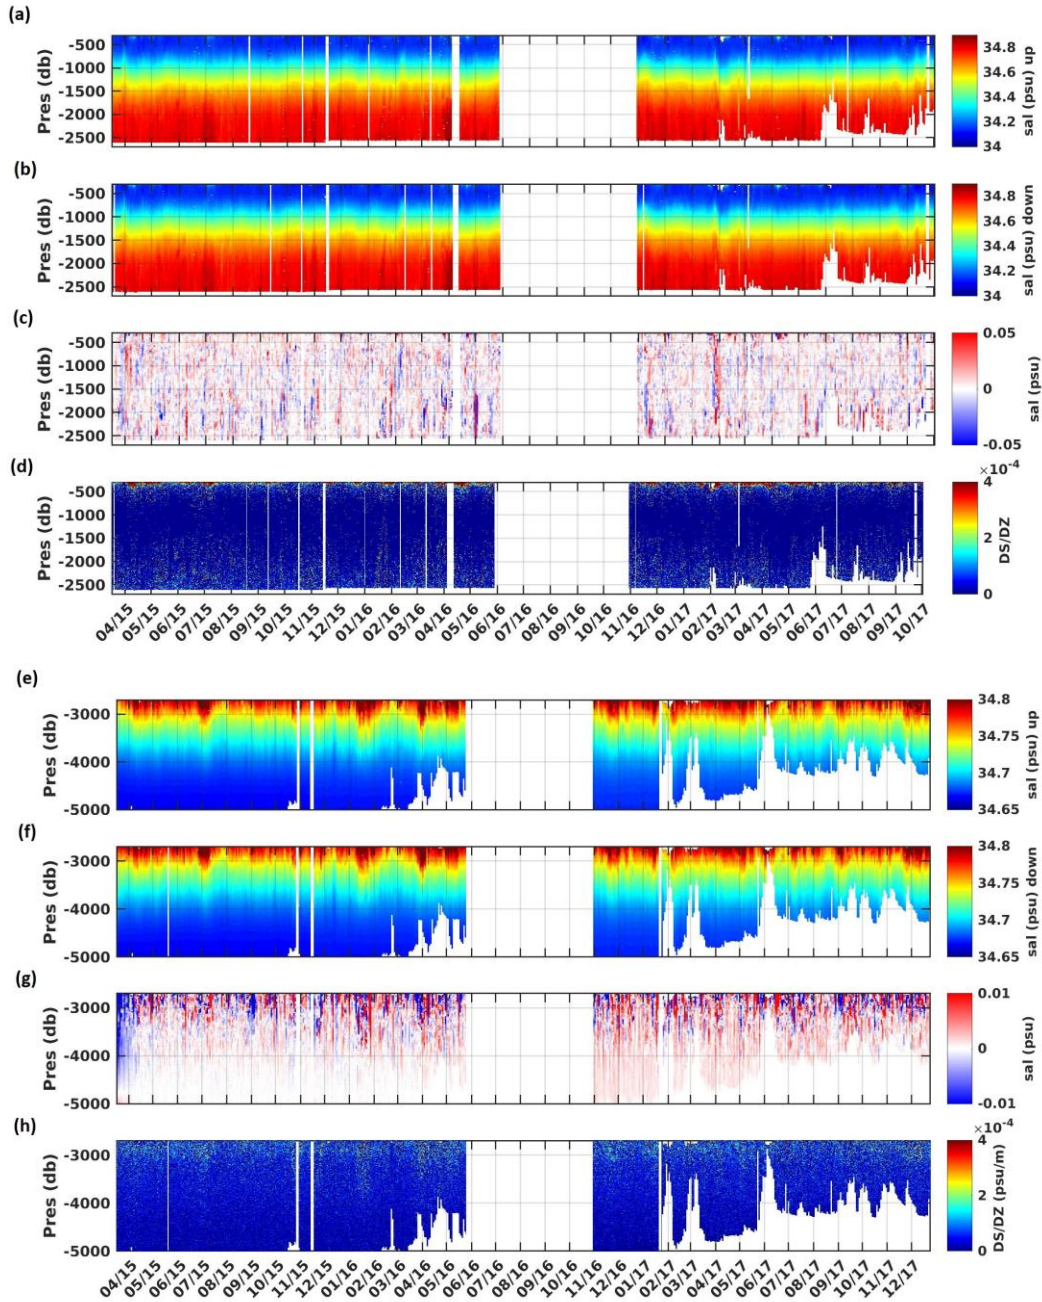 (a)
Pres (db)
-500
-1000
-1500
-2000
-2500
34.8
34.6
34.4
34.2
34
sal (psu) up
(b)
Pres (db)
-500
-1000
-1500
-2000
-2500
34.8
34.6
34.4
34.2
34
sal (psu) down
(c)
Pres (db)
-500
-1000
-1500
-2000
-2500
0.05
0
-0.05
sal (psu)
(d)
Pres (db)
-500
-1000
-1500
-2000
-2500
×10-4
4
2
0
DS/DZ
04/15 05/15 06/15 07/15 08/15 09/15 10/15 11/15 12/15 01/16 02/16 03/16 04/16 05/16 06/16 07/16 08/16 09/16 10/16 11/16 12/16 01/17 02/17 03/17 04/17 05/17 06/17 07/17 08/17 09/17 10/17
(e)
Pres (db)
-3000
-4000
-5000
34.8
34.75
34.7
34.65
sal (psu) up
(f)
Pres (db)
-3000
-4000
-5000
34.8
34.75
34.7
34.65
sal (psu) down
(g)
Pres (db)
-3000
-4000
-5000
0.01
0
-0.01
sal (psu)
(h)
Pres (db)
-3000
-4000
-5000
×10-4
4
2
0
DS/DZ (psu/m)
04/15 05/15 06/15 07/15 08/15 09/15 10/15 11/15 12/15 01/16 02/16 03/16 04/16 05/16 06/16 07/16 08/16 09/16 10/16 11/16 12/16 01/17 02/17 03/17 04/17 05/17 06/17 07/17 08/17 09/17 10/17 11/17 12/17